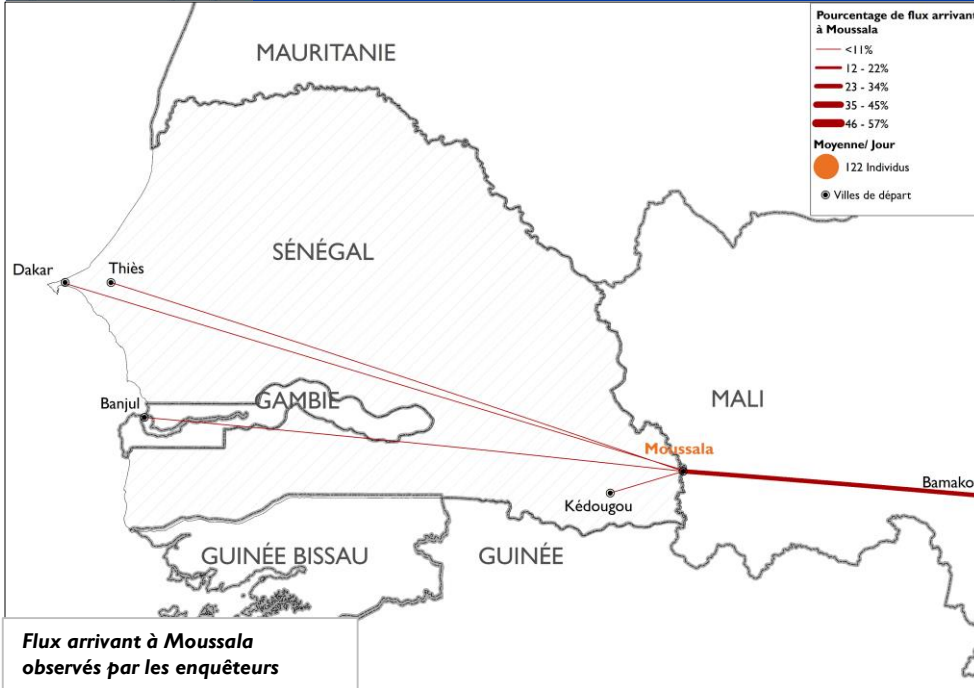 MAURITANIE
Pourcentage de flux arrivant
à Moussala
<11%
12 - 22%
23 - 34%
35 - 45%
46 - 57%
Moyenne/ Jour
122 Individus
Villes de départ
SÉNÉGAL
Dakar
Thiès
Banjul
GAMBIE
MALI
Moussala
Bamako
Kédougou
GUINÉE BISSAU
GUINÉE
Flux arrivant à Moussala
observés par les enquêteurs